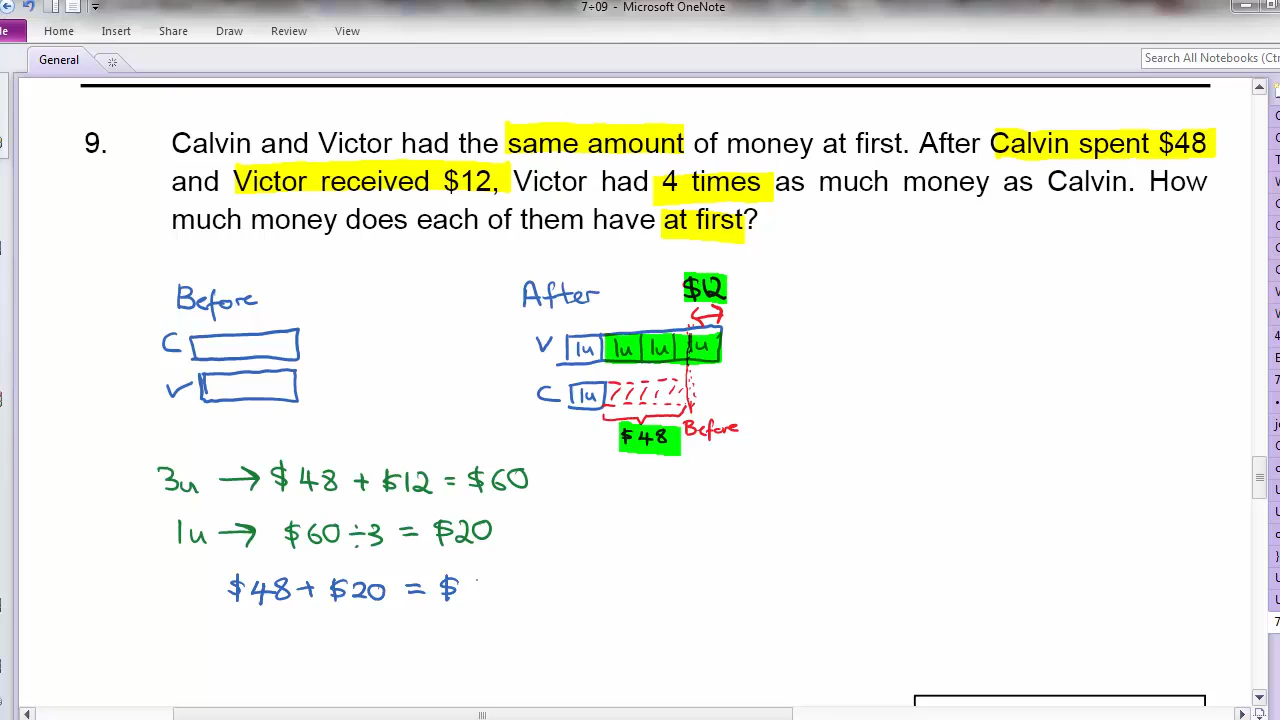 7÷09 - Microsoft OneNote
Home Insert Share Draw Review View
General
Search All Notebooks (Ctr
9. Calvin and Victor had the same amount of money at first. After Calvin spent $48
and Victor received $12, Victor had 4 times as much money as Calvin. How
much money does each of them have at first?
Before
C
V
After
$12
V 1u 1u 1u 1u
C 1u
$48 Before
3u → $48 + $12 = $60
1u → $60 ÷ 3 = $20
$48 + $20 = $